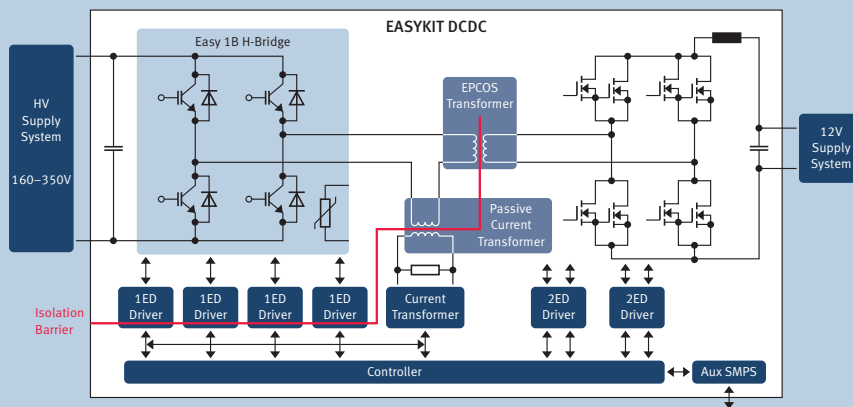 EASYKIT DCDC
Easy 1B H-Bridge
HV
Supply
System
160–350V
EPCOS
Transformer
12V
Supply
System
Passive
Current
Transformer
Isolation
Barrier
1ED
Driver
1ED
Driver
1ED
Driver
1ED
Driver
Current
Transformer
2ED
Driver
2ED
Driver
Controller
Aux SMPS